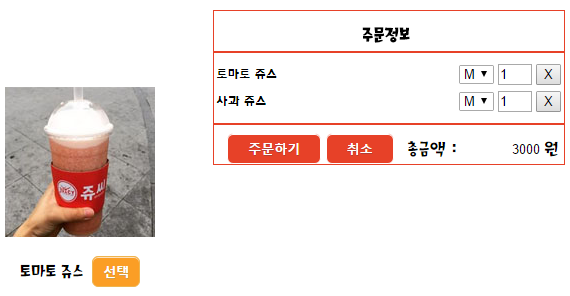 주문정보
토마토 쥬스 M 1 X
사과 쥬스 M 1 X
주문하기 취소 총금액 : 3000 원
쥬씨
토마토 쥬스 선택